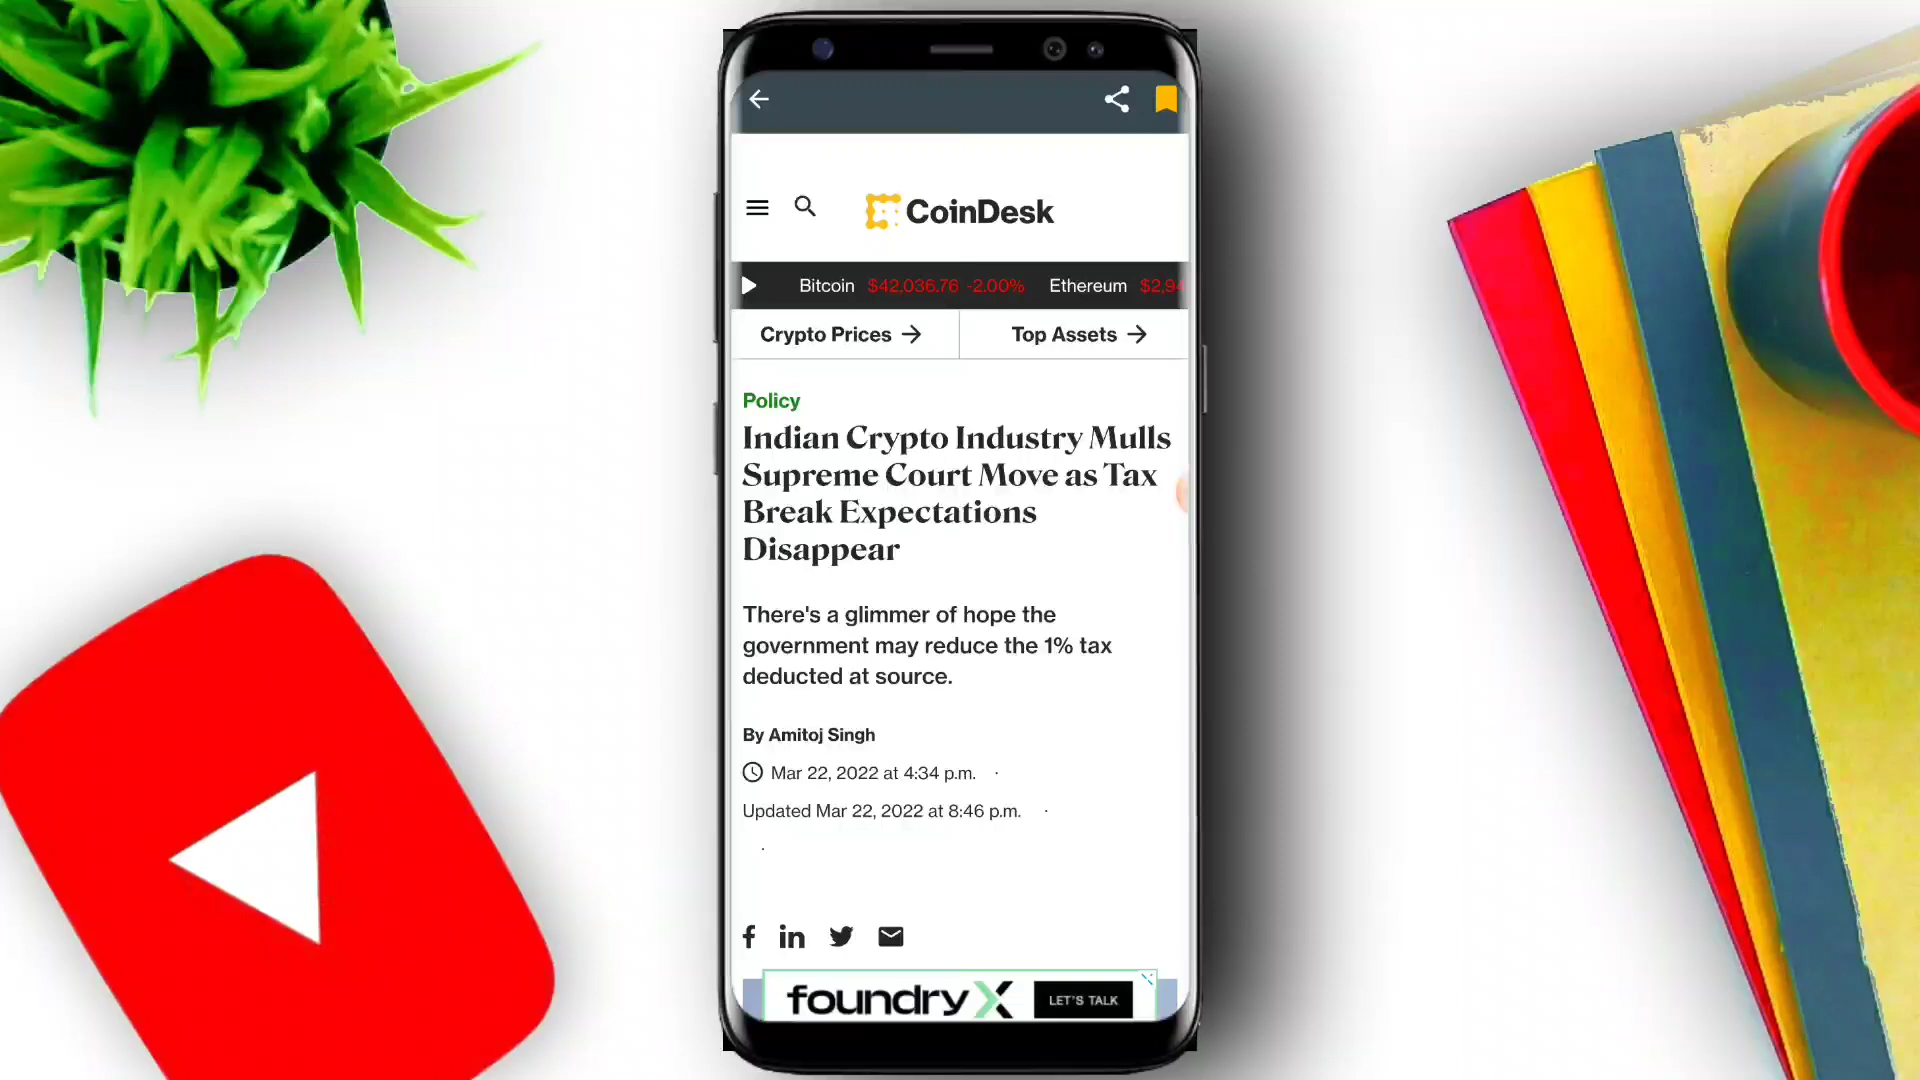 CoinDesk
Bitcoin $42,036.76 -2.00% Ethereum $2,94
Crypto Prices → Top Assets →
Policy
Indian Crypto Industry Mulls
Supreme Court Move as Tax
Break Expectations
Disappear
There's a glimmer of hope the
government may reduce the 1% tax
deducted at source.
By Amitoj Singh
Mar 22, 2022 at 4:34 p.m. ·
Updated Mar 22, 2022 at 8:46 p.m. ·
foundry X LET'S TALK